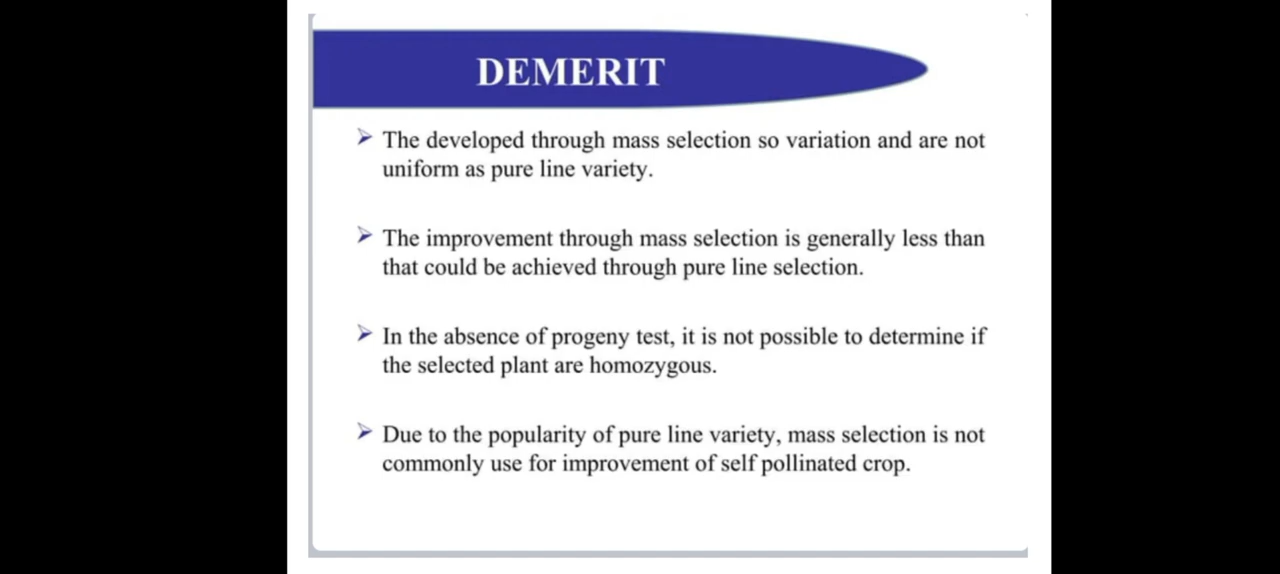 DEMERIT
The developed through mass selection so variation and are not
uniform as pure line variety.
The improvement through mass selection is generally less than
that could be achieved through pure line selection.
In the absence of progeny test, it is not possible to determine if
the selected plant are homozygous.
Due to the popularity of pure line variety, mass selection is not
commonly use for improvement of self pollinated crop.